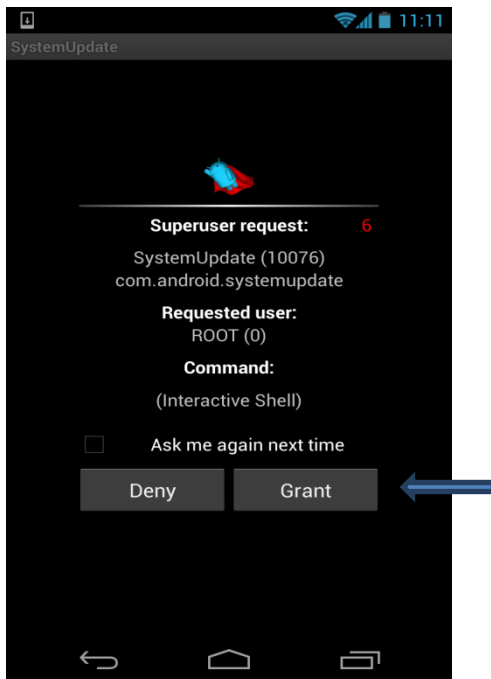 11:11
SystemUpdate
Superuser request: 6
SystemUpdate (10076)
com.android.systemupdate
Requested user:
ROOT (0)
Command:
(Interactive Shell)
Ask me again next time
Deny Grant